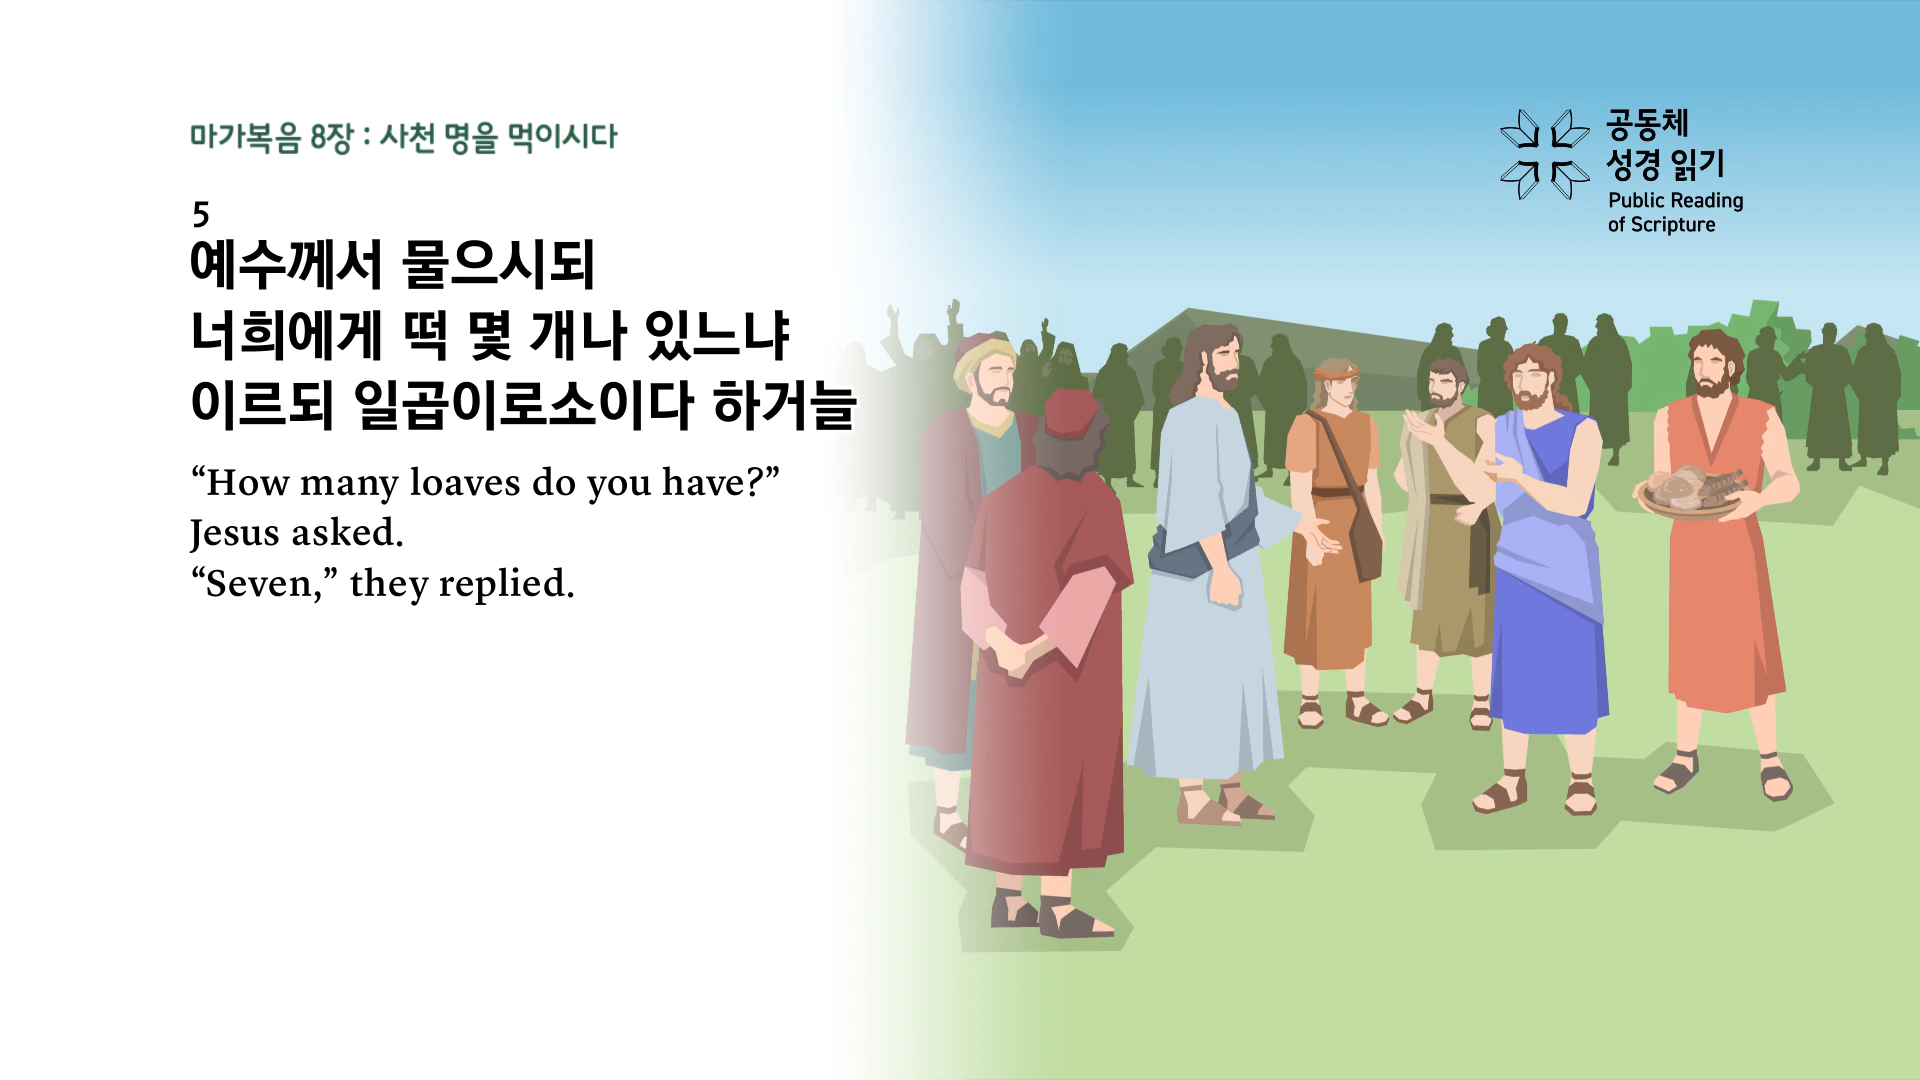 마가복음 8장 : 사천 명을 먹이시다
5
예수께서 물으시되
너희에게 떡 몇 개나 있느냐
이르되 일곱이로소이다 하거늘
“How many loaves do you have?”
Jesus asked.
“Seven,” they replied.
공동체
성경 읽기
Public Reading
of Scripture